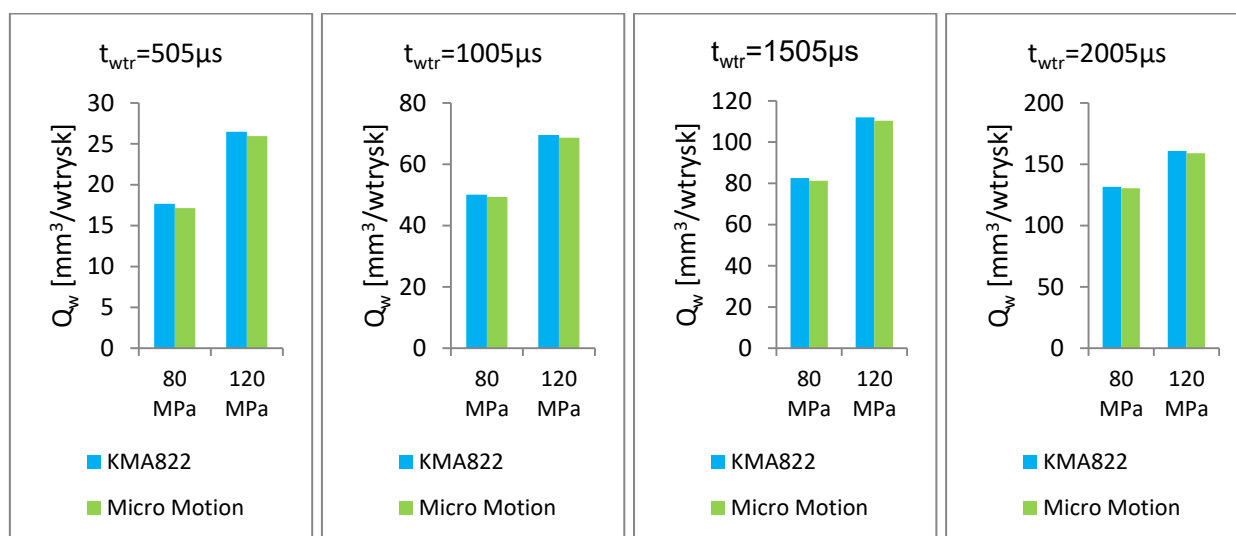 t_wtr=505µs
Q_w [mm³/wtrysk]
30
25
20
15
10
5
0
80 MPa
120 MPa
KMA822
Micro Motion
t_wtr=1005µs
Q_w [mm³/wtrysk]
80
60
40
20
0
80 MPa
120 MPa
KMA822
Micro Motion
t_wtr=1505µs
Q_w [mm³/wtrysk]
120
100
80
60
40
20
0
80 MPa
120 MPa
KMA822
Micro Motion
t_wtr=2005µs
Q_w [mm³/wtrysk]
200
150
100
50
0
80 MPa
120 MPa
KMA822
Micro Motion